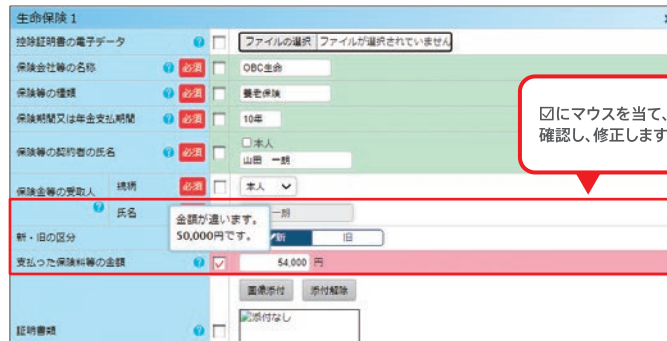 生命保険 1
控除証明書の電子データ ファイルの選択 ファイルが選択されていません
保険会社等の名称 必須 OBC生命
保険等の種類 必須 養老保険
保険期間又は年金支払期間 必須 10年
保険等の契約者の氏名 必須 本人
山田 一朗
保険金等の受取人 続柄 必須 本人
氏名 一朗
新・旧の区分 新 旧
支払った保険料等の金額 54,000 円
金額が違います。
50,000円です。
☑にマウスを当て、
確認し、修正します
画像添付 添付解除
証明書類 添付なし